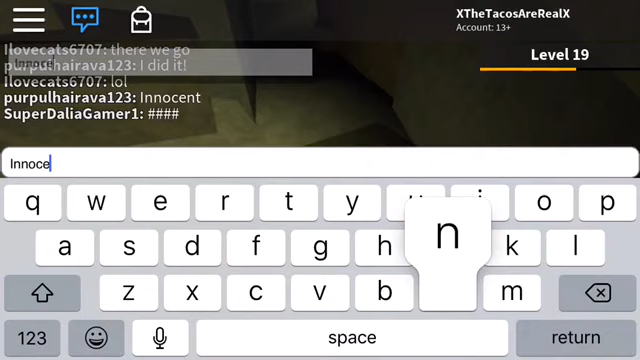 XTheTacosAreRealX
Account: 13+
Ilovecats6707: there we go
purpulhairava123: I did it!
Ilovecats6707: lol
purpulhairava123: Innocent
SuperDaliaGamer1: ####
Level 19
Innoce
q w e r t y u i o p
a s d f g h k l
z x c v b n m
123 space return